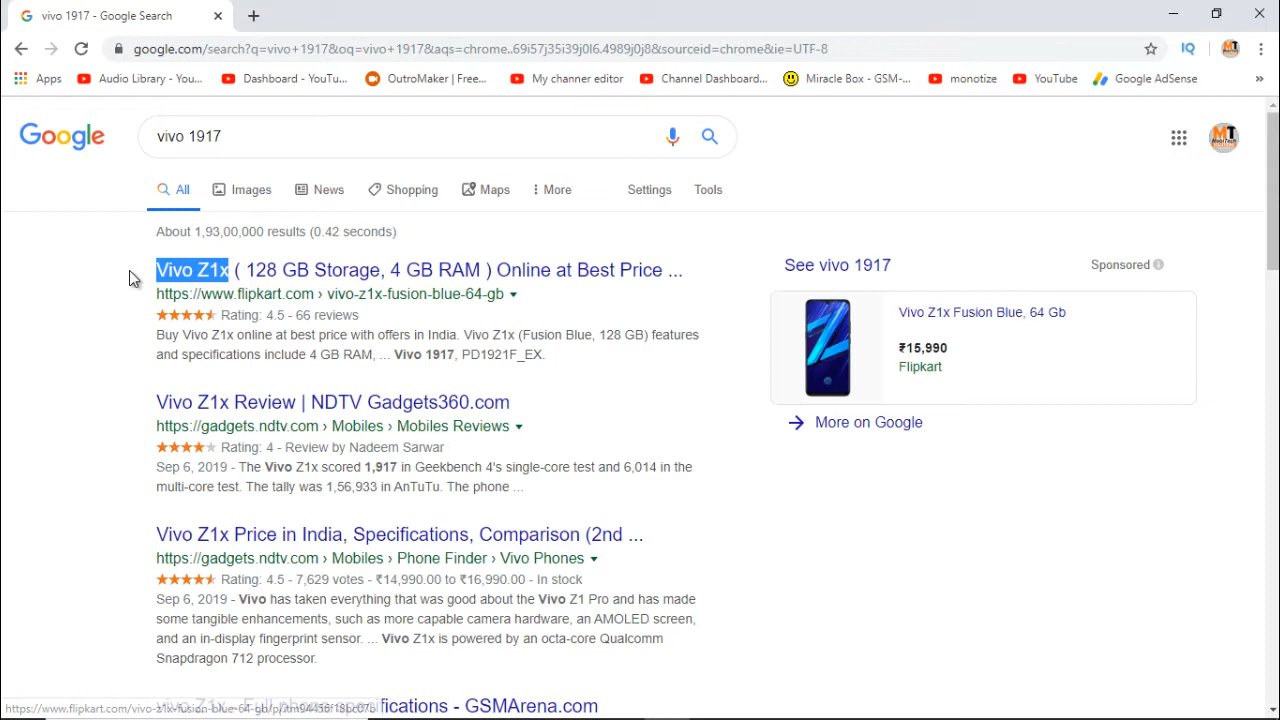 vivo 1917 - Google Search
google.com/search?q=vivo+1917&oq=vivo+1917&aqs=chrome..69i57j35i39j0l6.4989j0j8&sourceid=chrome&ie=UTF-8
IQ
Apps Audio Library - You... Dashboard - YouTu... OutroMaker | Free... My channel editor Channel Dashboard... Miracle Box - GSM-... monotize YouTube Google AdSense »
Google vivo 1917
MT
All Images News Shopping Maps More Settings Tools
About 1,93,00,000 results (0.42 seconds)
Vivo Z1x ( 128 GB Storage, 4 GB RAM ) Online at Best Price ...
https://www.flipkart.com › vivo-z1x-fusion-blue-64-gb
Rating: 4.5 - 66 reviews
Buy Vivo Z1x online at best price with offers in India. Vivo Z1x (Fusion Blue, 128 GB) features
and specifications include 4 GB RAM, ... Vivo 1917, PD1921F_EX.
Vivo Z1x Review | NDTV Gadgets360.com
https://gadgets.ndtv.com › Mobiles › Mobiles Reviews
Rating: 4 - Review by Nadeem Sarwar
Sep 6, 2019 - The Vivo Z1x scored 1,917 in Geekbench 4's single-core test and 6,014 in the
multi-core test. The tally was 1,56,933 in AnTuTu. The phone ...
Vivo Z1x Price in India, Specifications, Comparison (2nd ...
https://gadgets.ndtv.com › Mobiles › Phone Finder › Vivo Phones
Rating: 4.5 - 7,629 votes - ₹14,990.00 to ₹16,990.00 - In stock
Sep 6, 2019 - Vivo has taken everything that was good about the Vivo Z1 Pro and has made
some tangible enhancements, such as more capable camera hardware, an AMOLED screen,
and an in-display fingerprint sensor. ... Vivo Z1x is powered by an octa-core Qualcomm
Snapdragon 712 processor.
vivo Z1x - Full phone specifications - GSMArena.com
See vivo 1917 Sponsored
Vivo Z1x Fusion Blue, 64 Gb
₹15,990
Flipkart
More on Google